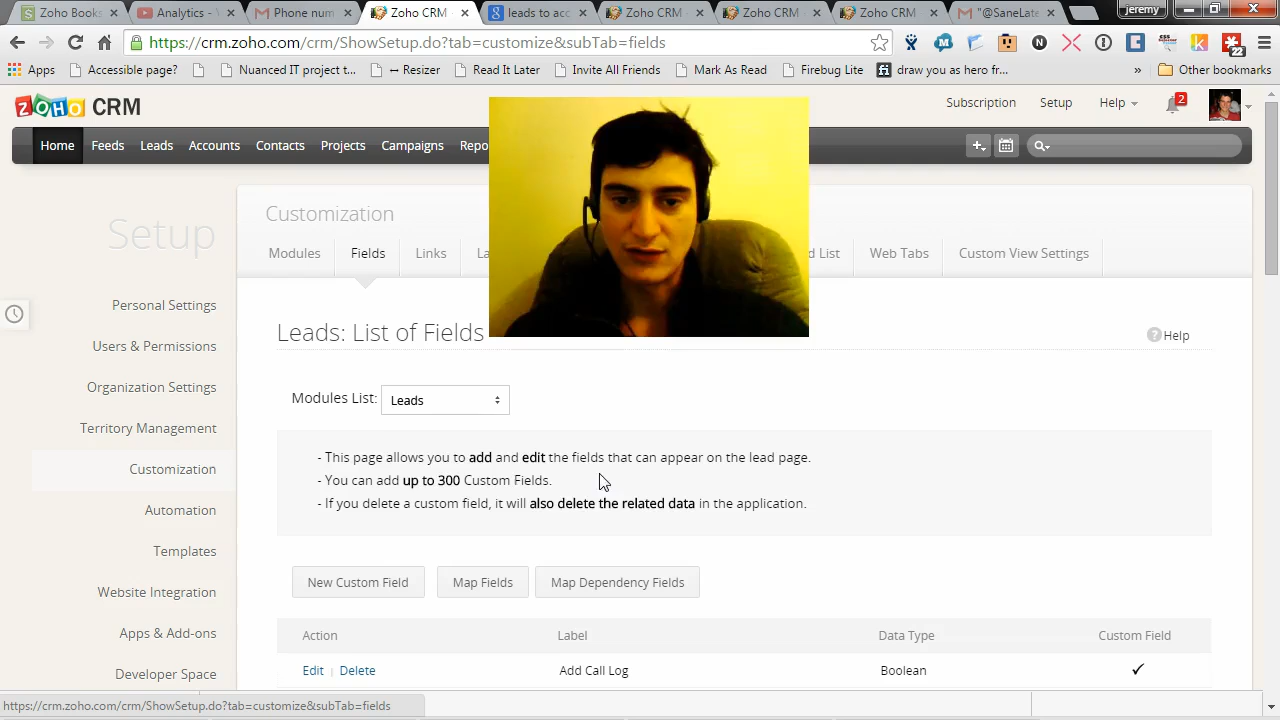 Zoho Books
Analytics -
Phone num
Zoho CRM -
leads to acc
Zoho CRM -
Zoho CRM -
Zoho CRM
"@SaneLate
jeremy
https://crm.zoho.com/crm/ShowSetup.do?tab=customize&subTab=fields
22
Apps
Accessible page?
Nuanced IT project t
↔ Resizer
Read It Later
Invite All Friends
Mark As Read
Firebug Lite
draw you as hero fr
»
Other bookmarks
ZOHO CRM
Subscription
Setup
Help
2
Home
Feeds
Leads
Accounts
Contacts
Projects
Campaigns
Repo
Setup
Customization
Modules
Fields
Links
La
d List
Web Tabs
Custom View Settings
Personal Settings
Users & Permissions
Organization Settings
Territory Management
Customization
Automation
Templates
Website Integration
Apps & Add-ons
Developer Space
Leads: List of Fields
Help
Modules List: Leads
- This page allows you to add and edit the fields that can appear on the lead page.
- You can add up to 300 Custom Fields.
- If you delete a custom field, it will also delete the related data in the application.
New Custom Field
Map Fields
Map Dependency Fields
Action
Label
Data Type
Custom Field
Edit | Delete
Add Call Log
Boolean
https://crm.zoho.com/crm/ShowSetup.do?tab=customize&subTab=fields